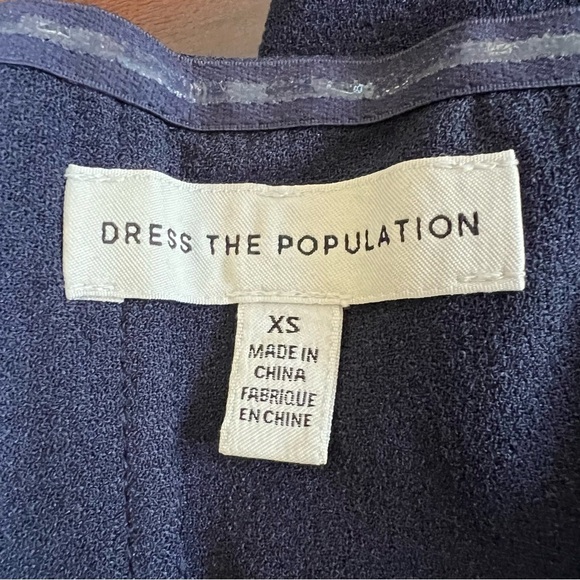 DRESS THE POPULATION
XS
MADE IN
CHINA
FABRIQUE
EN CHINE